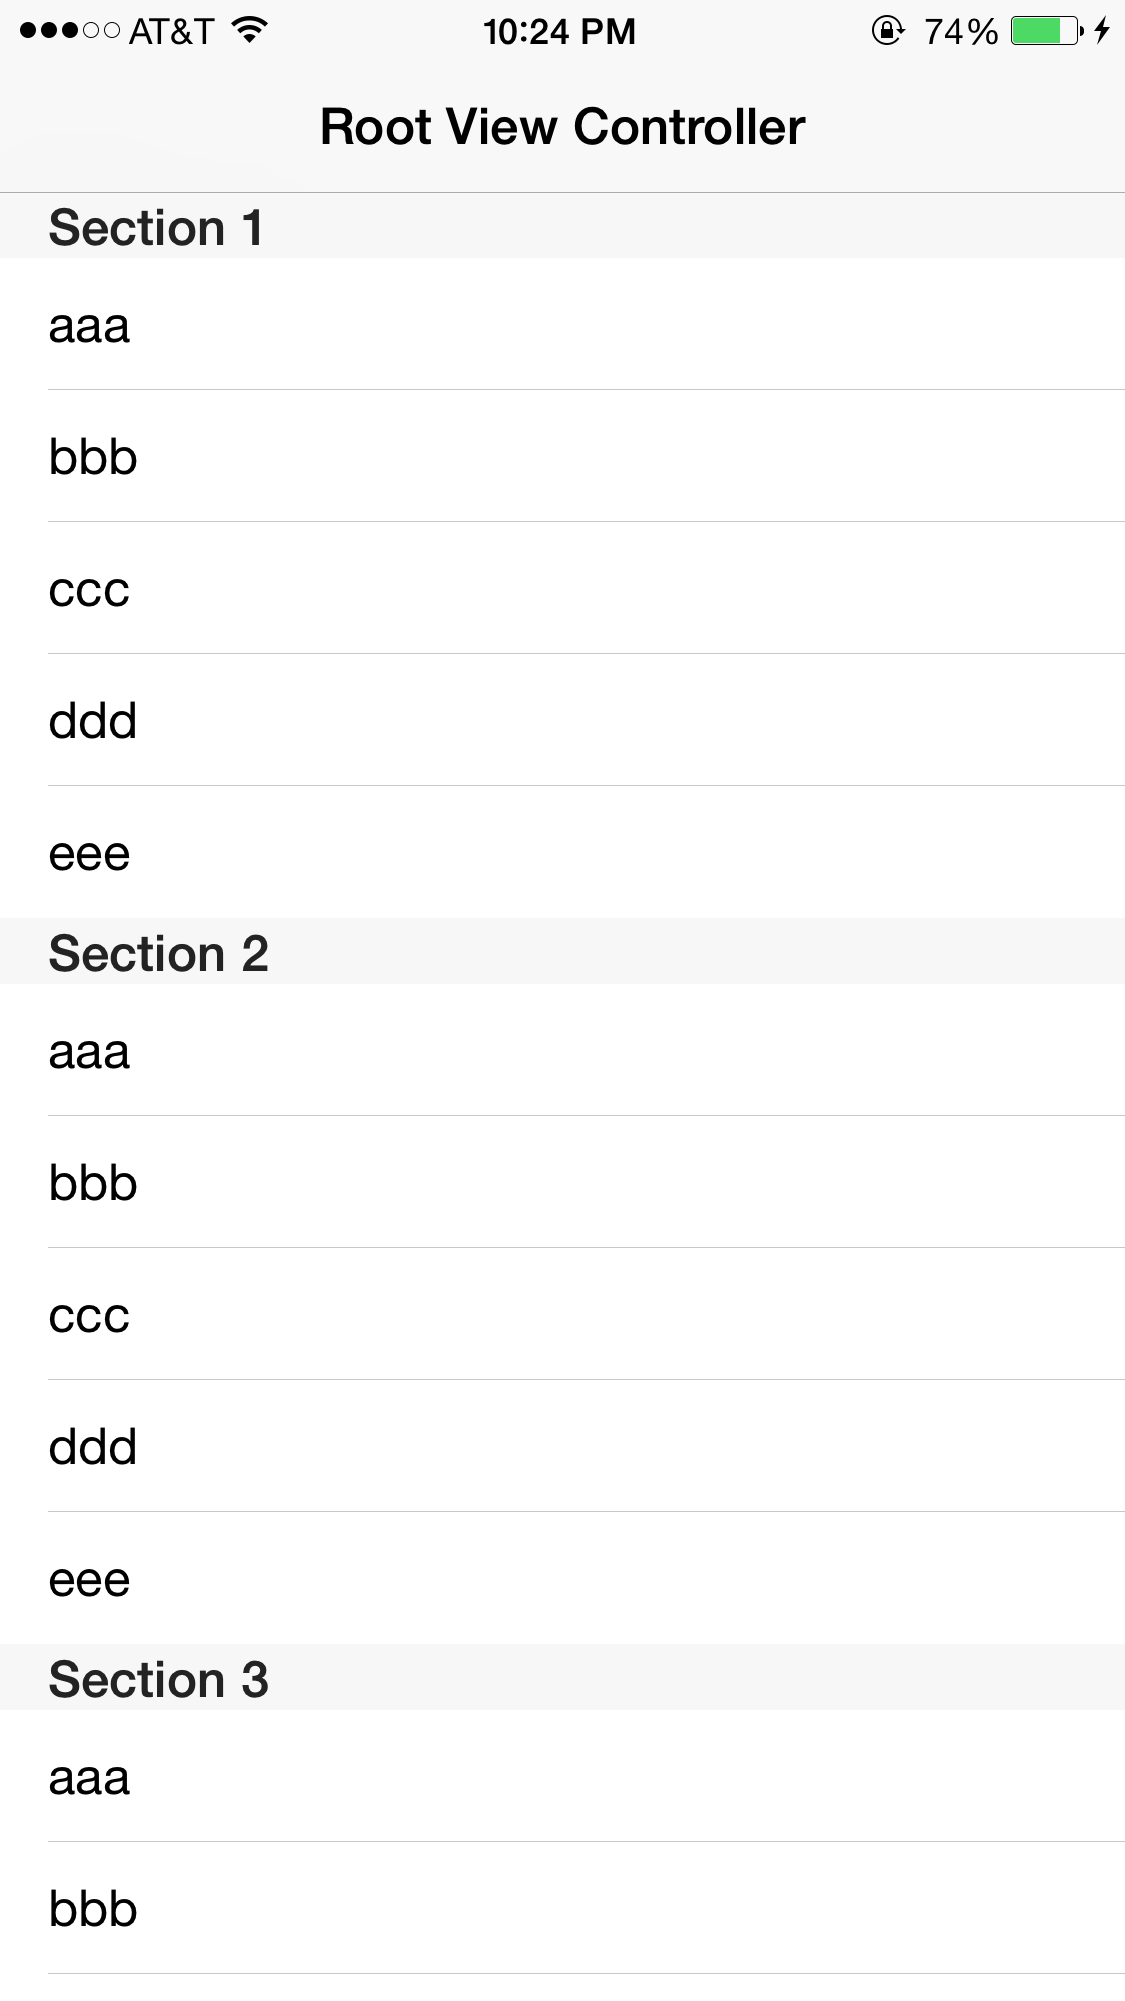 AT&T 10:24 PM 74%
Root View Controller
Section 1
aaa
bbb
ccc
ddd
eee
Section 2
aaa
bbb
ccc
ddd
eee
Section 3
aaa
bbb